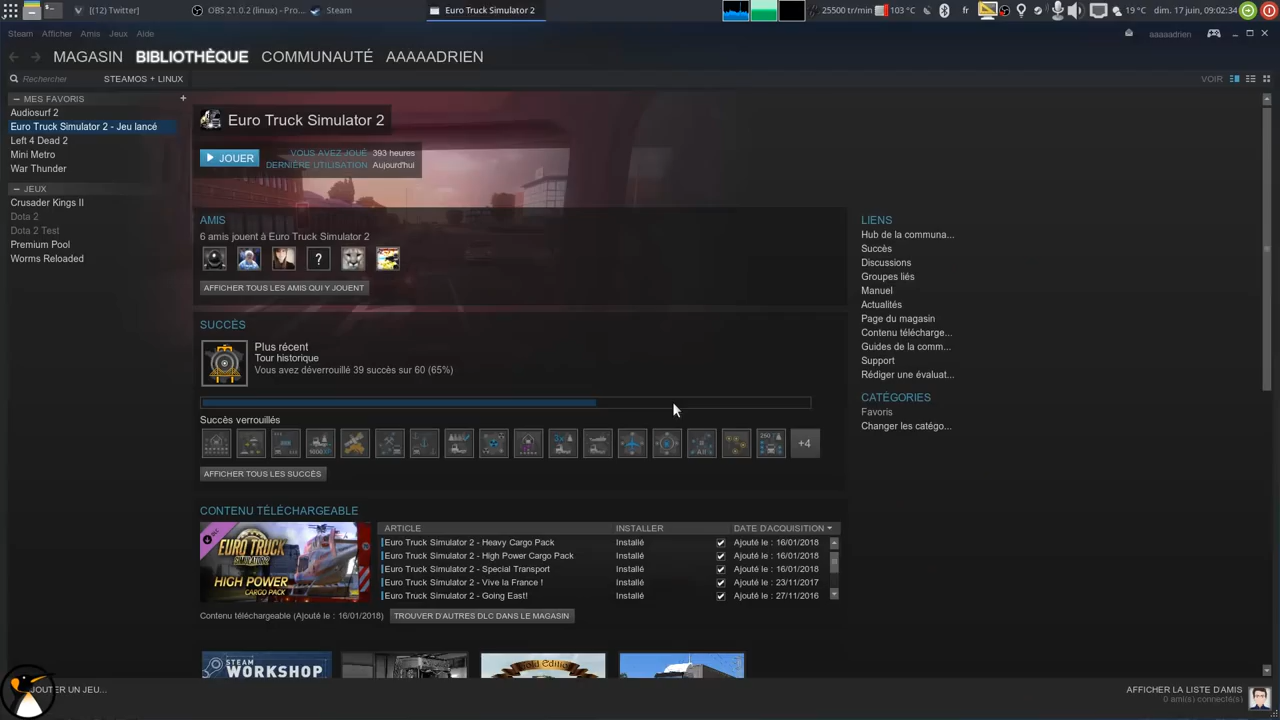 [(12) Twitter]
OBS 21.0.2 (linux) - Pro...
Steam
Euro Truck Simulator 2
25500 tr/min
103 °C
fr
19 °C
dim. 17 juin, 09:02:34
Steam Afficher Amis Jeux Aide
aaaaadrien
MAGASIN BIBLIOTHÈQUE COMMUNAUTÉ AAAAADRIEN
Rechercher
STEAMOS + LINUX
VOIR
— MES FAVORIS
+
Audiosurf 2
Euro Truck Simulator 2 - Jeu lancé
Left 4 Dead 2
Mini Metro
War Thunder
— JEUX
Crusader Kings II
Dota 2
Dota 2 Test
Premium Pool
Worms Reloaded
Euro Truck Simulator 2
JOUER
VOUS AVEZ JOUÉ 393 heures
DERNIÈRE UTILISATION Aujourd'hui
AMIS
6 amis jouent à Euro Truck Simulator 2
?
AFFICHER TOUS LES AMIS QUI Y JOUENT
SUCCÈS
Plus récent
Tour historique
Vous avez déverrouillé 39 succès sur 60 (65%)
Succès verrouillés
+4
AFFICHER TOUS LES SUCCÈS
CONTENU TÉLÉCHARGEABLE
EURO TRUCK
SIMULATOR 2
HIGH POWER
CARGO PACK
ARTICLE INSTALLER DATE D'ACQUISITION
Euro Truck Simulator 2 - Heavy Cargo Pack Installé Ajouté le : 16/01/2018
Euro Truck Simulator 2 - High Power Cargo Pack Installé Ajouté le : 16/01/2018
Euro Truck Simulator 2 - Special Transport Installé Ajouté le : 16/01/2018
Euro Truck Simulator 2 - Vive la France ! Installé Ajouté le : 23/11/2017
Euro Truck Simulator 2 - Going East! Installé Ajouté le : 27/11/2016
Contenu téléchargeable (Ajouté le : 16/01/2018)
TROUVER D'AUTRES DLC DANS LE MAGASIN
STEAM
WORKSHOP
Gold Edition
LIENS
Hub de la communa...
Succès
Discussions
Groupes liés
Manuel
Actualités
Page du magasin
Contenu télécharge...
Guides de la comm...
Support
Rédiger une évaluat...
CATÉGORIES
Favoris
Changer les catégo...
JOUTER UN JEU...
AFFICHER LA LISTE D'AMIS
0 ami(s) connecté(s)